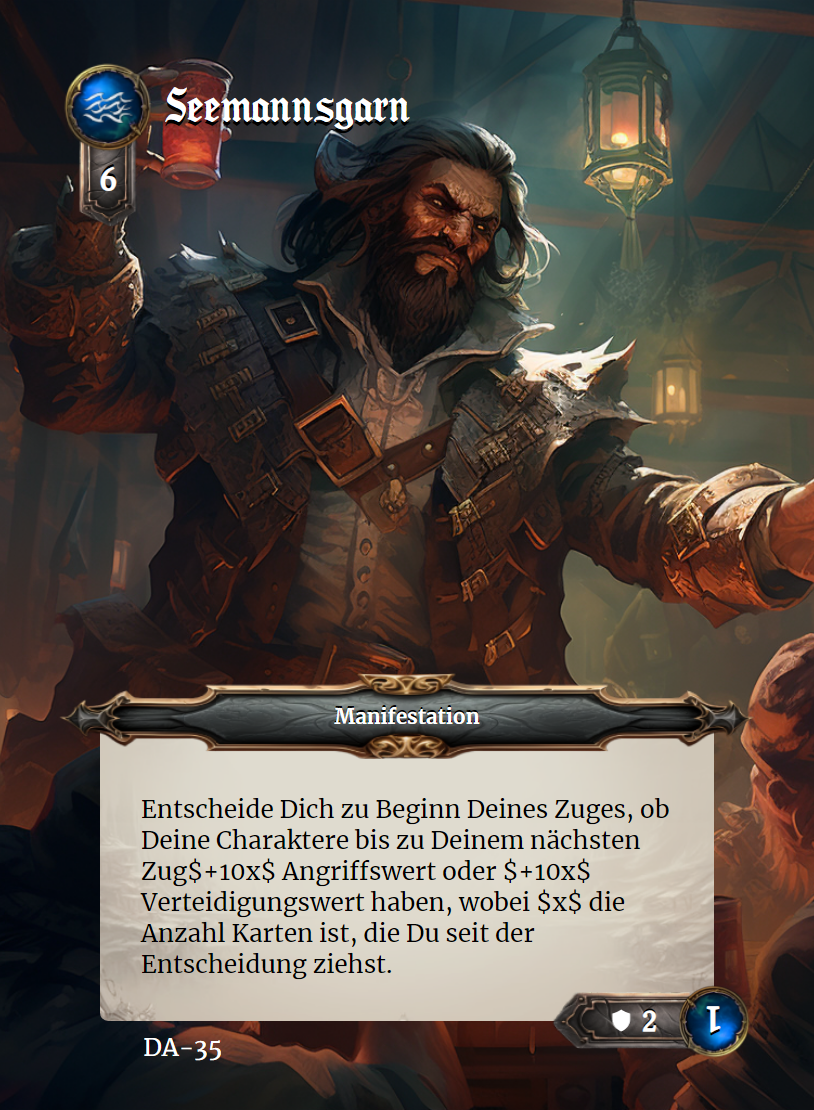 Seemannsgarn
6
Manifestation
Entscheide Dich zu Beginn Deines Zuges, ob
Deine Charaktere bis zu Deinem nächsten
Zug$+10x$ Angriffswert oder $+10x$
Verteidigungswert haben, wobei $x$ die
Anzahl Karten ist, die Du seit der
Entscheidung ziehst.
2
1
DA-35